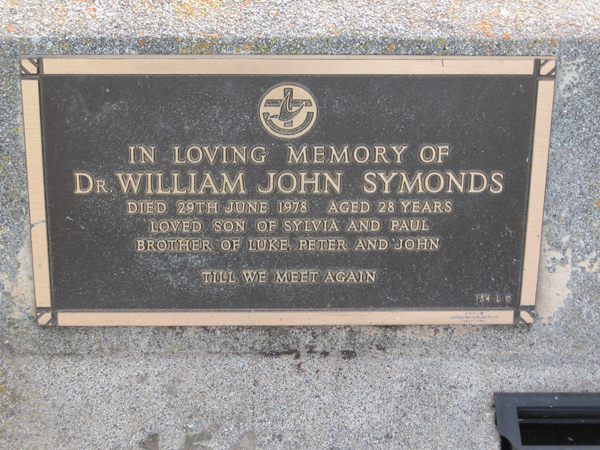 IN LOVING MEMORY OF
DR. WILLIAM JOHN SYMONDS
DIED 29TH JUNE 1978 AGED 28 YEARS
LOVED SON OF SYLVIA AND PAUL
BROTHER OF LUKE, PETER AND JOHN
TILL WE MEET AGAIN